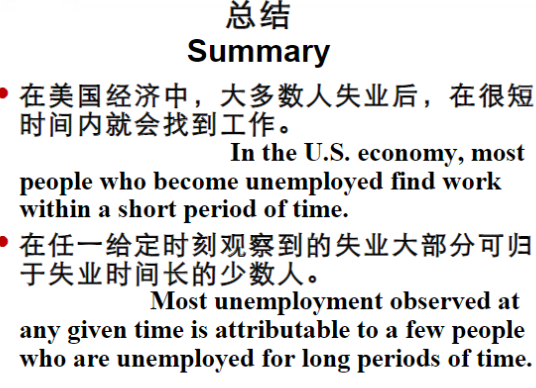 总结
Summary
在美国经济中，大多数人失业后，在很短
时间内就会找到工作。
In the U.S. economy, most
people who become unemployed find work
within a short period of time.
在任一给定时刻观察到的失业大部分可归
于失业时间长的少数人。
Most unemployment observed at
any given time is attributable to a few people
who are unemployed for long periods of time.